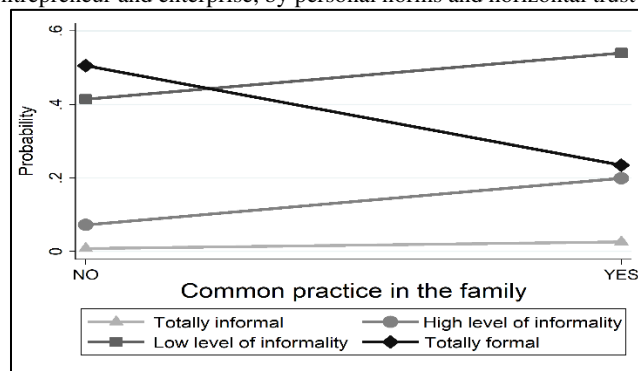 ntrepreneur and enterprise, by personal norms and horizontal trust
.6
.4
.2
0
Probability
NO YES
Common practice in the family
Totally informal High level of informality
Low level of informality Totally formal